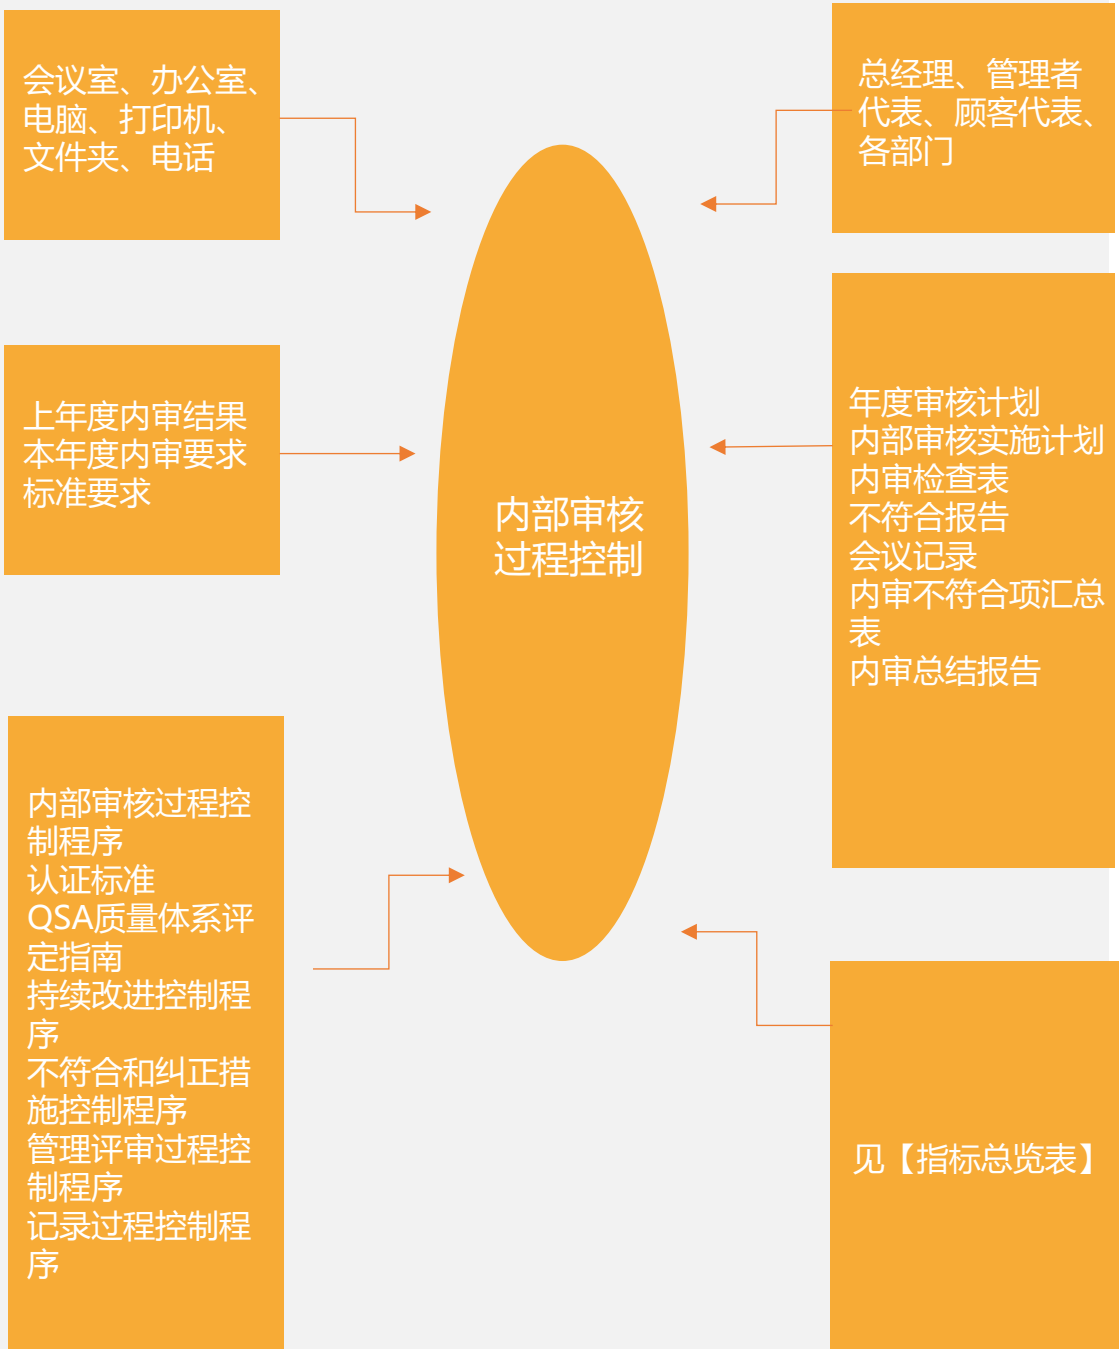 会议室、办公室、
电脑、打印机、
文件夹、电话
总经理、管理者
代表、顾客代表、
各部门
上年度内审结果
本年度内审要求
标准要求
内部审核
过程控制
年度审核计划
内部审核实施计划
内审检查表
不符合报告
会议记录
内审不符合项汇总
表
内审总结报告
内部审核过程控
制程序
认证标准
QSA质量体系评
定指南
持续改进控制程
序
不符合和纠正措
施控制程序
管理评审过程控
制程序
记录过程控制程
序
见【指标总览表】